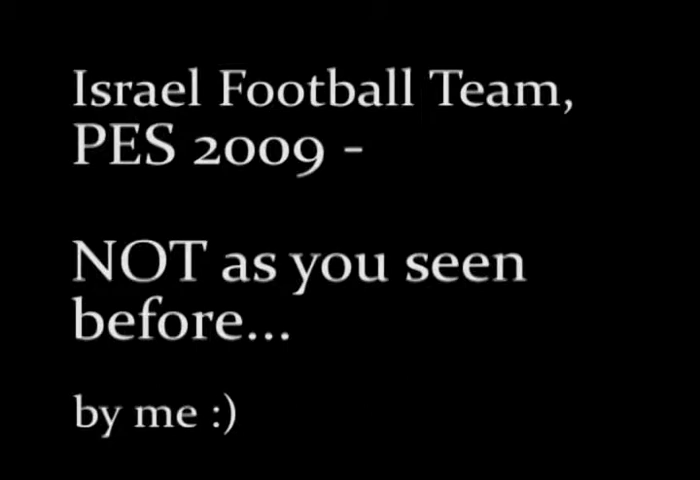 Israel Football Team,
PES 2009 -
NOT as you seen
before...
by me :)